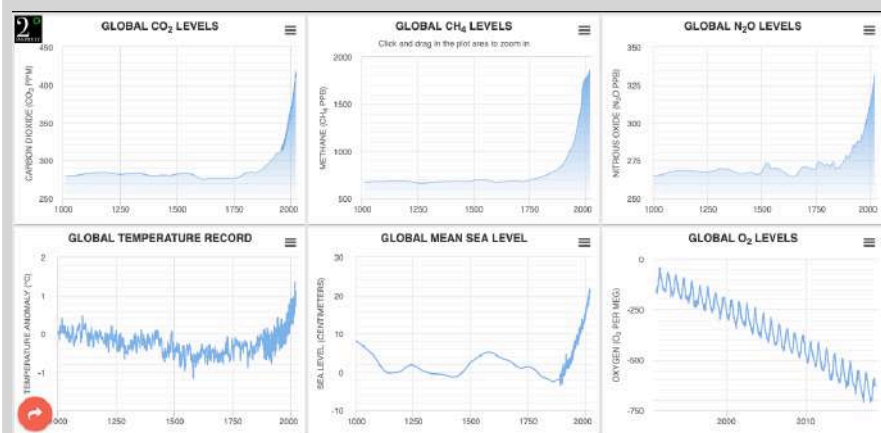 2°
GLOBAL CO₂ LEVELS
CARBON DIOXIDE (CO₂ PPM)
450
400
350
300
250
1000 1250 1500 1750 2000
GLOBAL CH₄ LEVELS
Click and drag in the plot area to zoom in
METHANE (CH₄ PPB)
2000
1500
1000
500
1000 1250 1500 1750 2000
GLOBAL N₂O LEVELS
NITROUS OXIDE (N₂O PPB)
350
325
300
275
250
1000 1250 1500 1750 2000
GLOBAL TEMPERATURE RECORD
TEMPERATURE ANOMALY (°C)
2
1
0
-1
000 1250 1500 1750 2000
GLOBAL MEAN SEA LEVEL
SEA LEVEL (CENTIMETERS)
30
20
10
0
-10
1000 1250 1500 1750 2000
GLOBAL O₂ LEVELS
OXYGEN (O₂ PER MEG)
0
-250
-500
-750
2000 2010